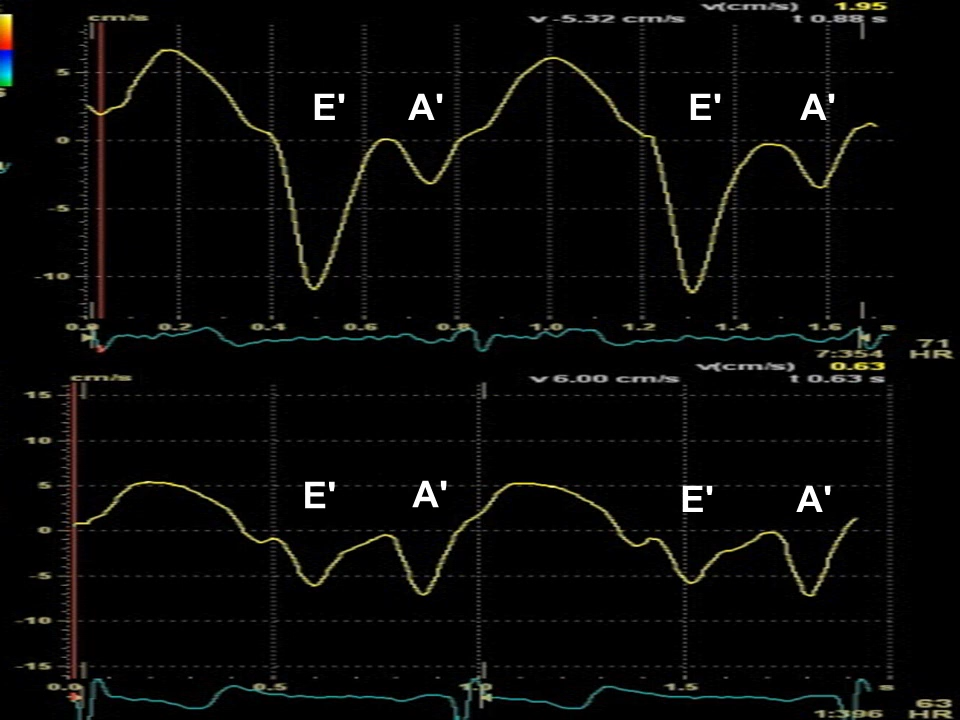 cm/s v(cm/s) 1.95
v -5.32 cm/s t 0.88 s
5
E' A' E' A'
0
-5
-10
0.0 0.2 0.4 0.6 0.8 1.0 1.2 1.4 1.6 s
71
7:354 HR
v(cm/s) 0.63
cm/s v 6.00 cm/s t 0.63 s
15
10
5
E' A' E' A'
0
-5
-10
-15
0.0 0.5 1.0 1.5 s
63
1:396 HR